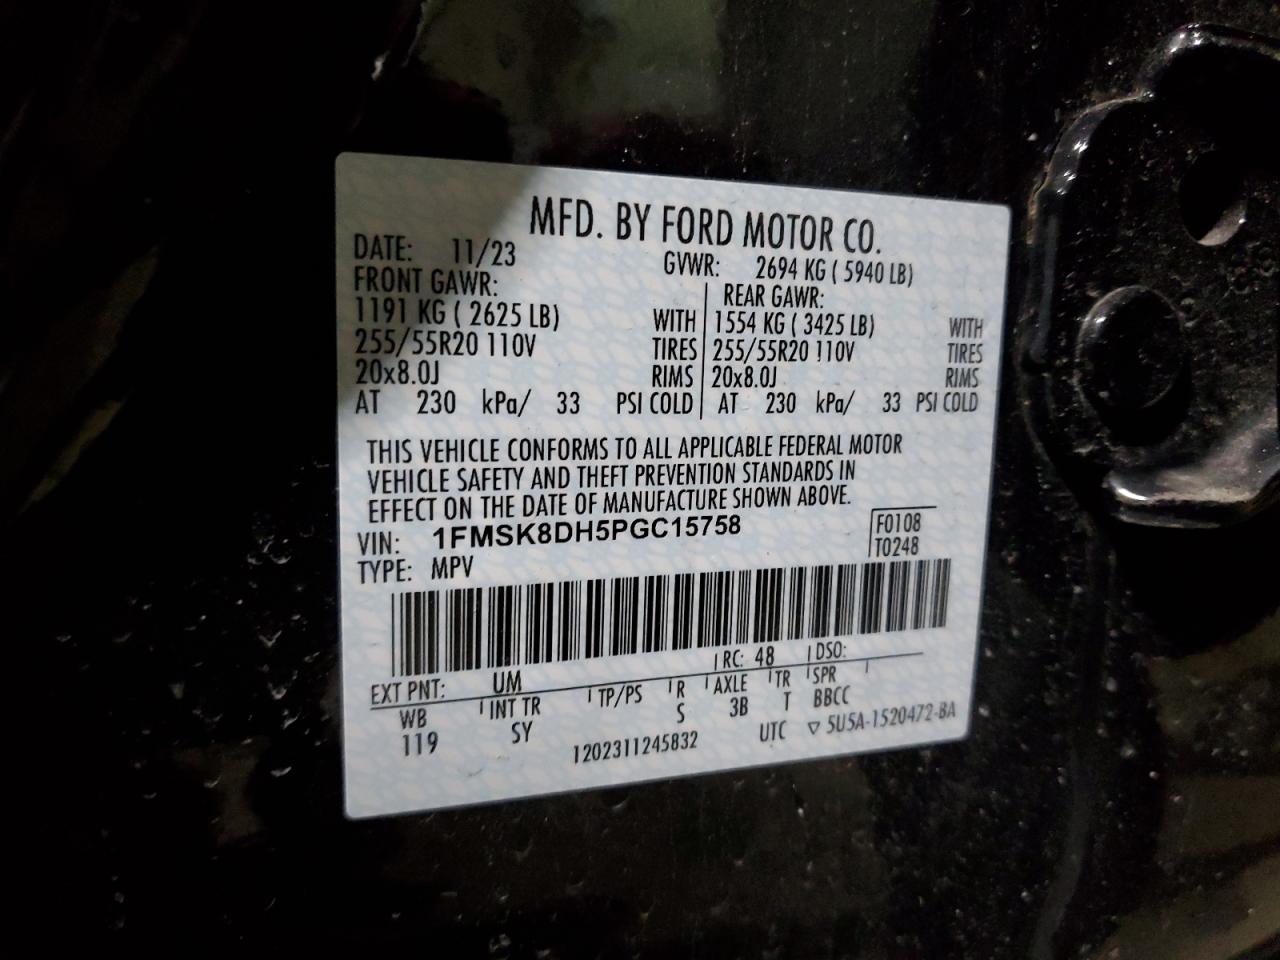 MFD. BY FORD MOTOR CO.
DATE: 11/23 GVWR: 2694 KG ( 5940 LB)
FRONT GAWR: REAR GAWR:
1191 KG ( 2625 LB) WITH 1554 KG ( 3425 LB) WITH
255/55R20 110V TIRES 255/55R20 110V TIRES
20x8.0J RIMS 20x8.0J RIMS
AT 230 kPa/ 33 PSI COLD AT 230 kPa/ 33 PSI COLD
THIS VEHICLE CONFORMS TO ALL APPLICABLE FEDERAL MOTOR
VEHICLE SAFETY AND THEFT PREVENTION STANDARDS IN
EFFECT ON THE DATE OF MANUFACTURE SHOWN ABOVE.
VIN: 1FMSK8DH5PGC15758 F0108
TYPE: MPV T0248
RC: 48 DSO:
EXT PNT: UM
WB INT TR TP/PS R AXLE TR SPR
119 SY S 3B T BBCC
1202311245832 UTC ▽ 5U5A-1520472-BA